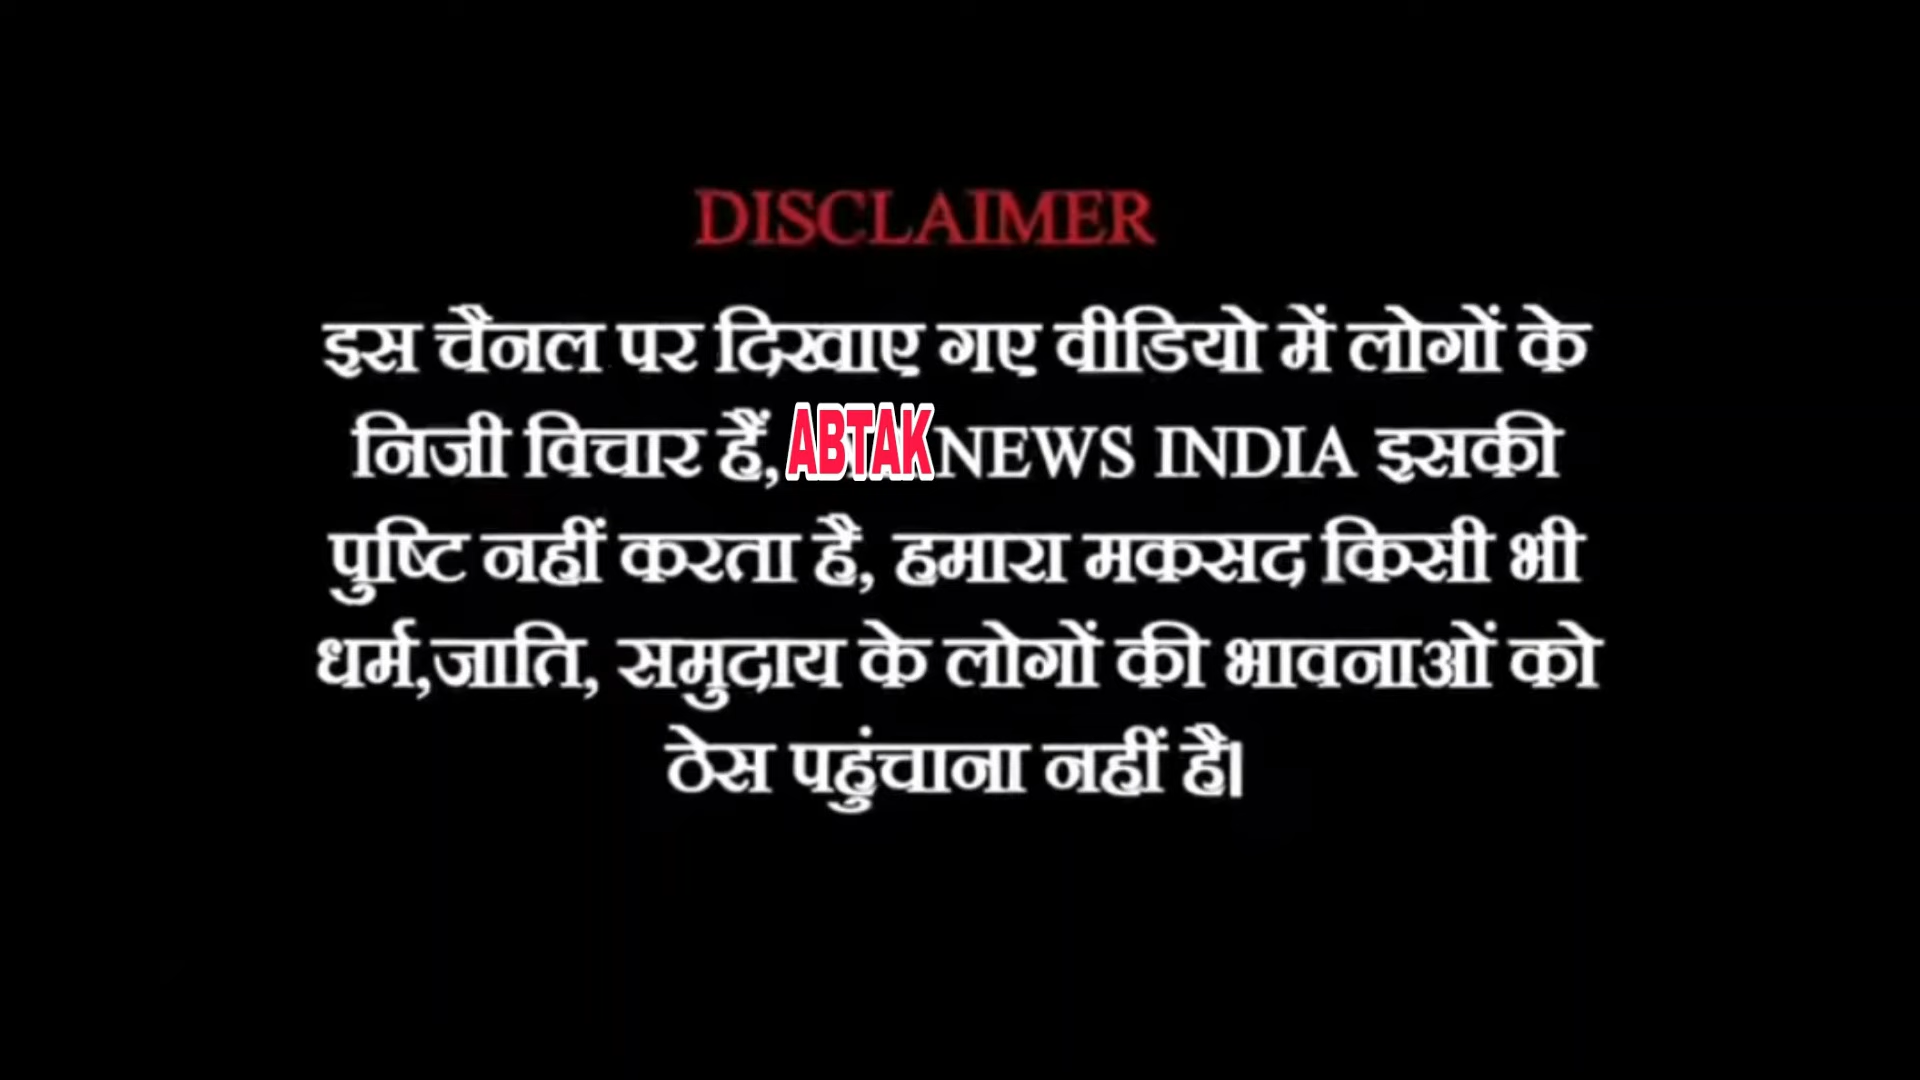 DISCLAIMER
इस चैनल पर दिखाए गए वीडियो में लोगों के
निजी विचार हैं, ABTAK NEWS INDIA इसकी
पुष्टि नहीं करता है, हमारा मकसद किसी भी
धर्म,जाति, समुदाय के लोगों की भावनाओं को
ठेस पहुंचाना नहीं है।